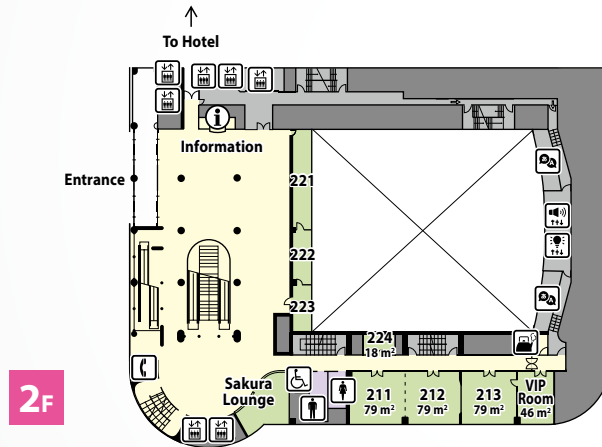 To Hotel
i
Information
Entrance
221
222
223
224
18 m²
Sakura
Lounge
211
79 m²
212
79 m²
213
79 m²
VIP
Room
46 m²
2F